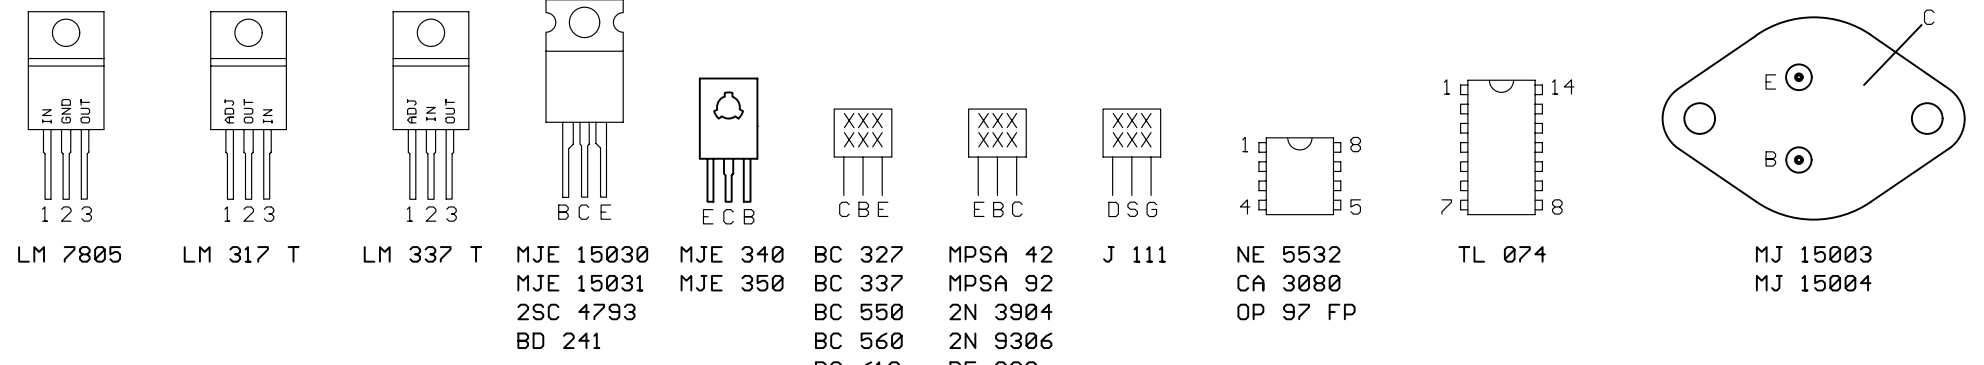 C
IN GND OUT
ADJ OUT IN
ADJ IN OUT
E
B
1 14
7 8
XXX
XXX
XXX
XXX
XXX
XXX
1 8
4 5
1 2 3
1 2 3
1 2 3
B C E
E C B
C B E
E B C
D S G
LM 7805
LM 317 T
LM 337 T
MJE 15030
MJE 15031
2SC 4793
BD 241
MJE 340
MJE 350
BC 327
BC 337
BC 550
BC 560
MPSA 42
MPSA 92
2N 3904
2N 9306
J 111
NE 5532
CA 3080
OP 97 FP
TL 074
MJ 15003
MJ 15004